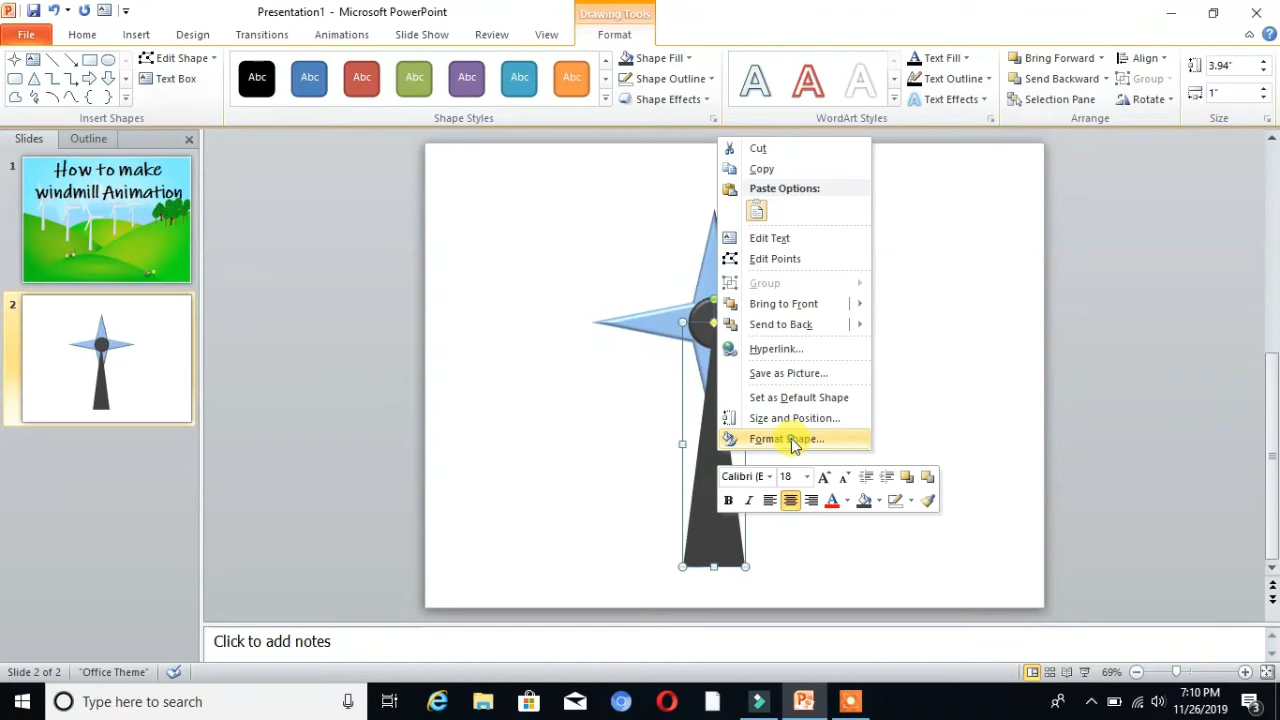 Presentation1 - Microsoft PowerPoint
Drawing Tools
File Home Insert Design Transitions Animations Slide Show Review View Format
Edit Shape
Text Box
Insert Shapes
Abc Abc Abc Abc Abc Abc Abc
Shape Fill
Shape Outline
Shape Effects
Shape Styles
A A A
Text Fill
Text Outline
Text Effects
WordArt Styles
Bring Forward
Send Backward
Selection Pane
Align
Group
Rotate
Arrange
3.94"
1"
Size
Slides Outline
1
How to make
windmill Animation
2
Cut
Copy
Paste Options:
Edit Text
Edit Points
Group
Bring to Front
Send to Back
Hyperlink...
Save as Picture...
Set as Default Shape
Size and Position...
Format Shape...
Calibri (E 18 A A
B I A
Click to add notes
Slide 2 of 2 "Office Theme" 69%
Type here to search
7:10 PM
11/26/2019
3